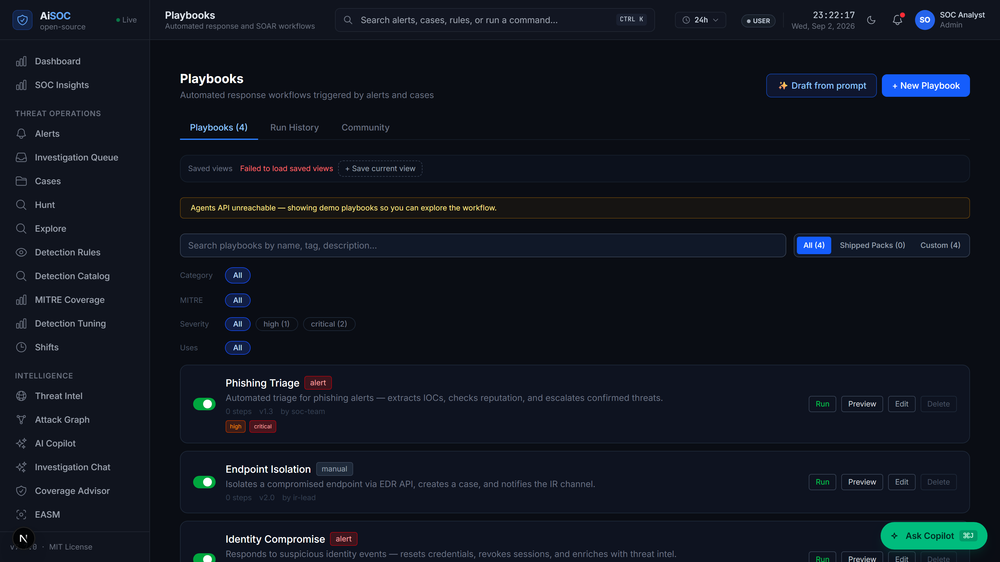 AiSOC
open-source
Live
Playbooks
Automated response and SOAR workflows
Search alerts, cases, rules, or run a command...
CTRL K
24h
USER
23:22:17
Wed, Sep 2, 2026
SO
SOC Analyst
Admin
Dashboard
SOC Insights
THREAT OPERATIONS
Alerts
Investigation Queue
Cases
Hunt
Explore
Detection Rules
Detection Catalog
MITRE Coverage
Detection Tuning
Shifts
INTELLIGENCE
Threat Intel
Attack Graph
AI Copilot
Investigation Chat
Coverage Advisor
EASM
N
· MIT License
Playbooks
Automated response workflows triggered by alerts and cases
✨ Draft from prompt
+ New Playbook
Playbooks (4)
Run History
Community
Saved views
Failed to load saved views
+ Save current view
Agents API unreachable — showing demo playbooks so you can explore the workflow.
Search playbooks by name, tag, description...
All (4)
Shipped Packs (0)
Custom (4)
Category
All
MITRE
All
Severity
All
high (1)
critical (2)
Uses
All
Phishing Triage
alert
Automated triage for phishing alerts — extracts IOCs, checks reputation, and escalates confirmed threats.
0 steps v1.3 by soc-team
high
critical
Run
Preview
Edit
Delete
Endpoint Isolation
manual
Isolates a compromised endpoint via EDR API, creates a case, and notifies the IR channel.
0 steps v2.0 by ir-lead
Run
Preview
Edit
Delete
Identity Compromise
alert
Responds to suspicious identity events — resets credentials, revokes sessions, and enriches with threat intel.
Run
Preview
Edit
Delete
Ask Copilot
⌘J